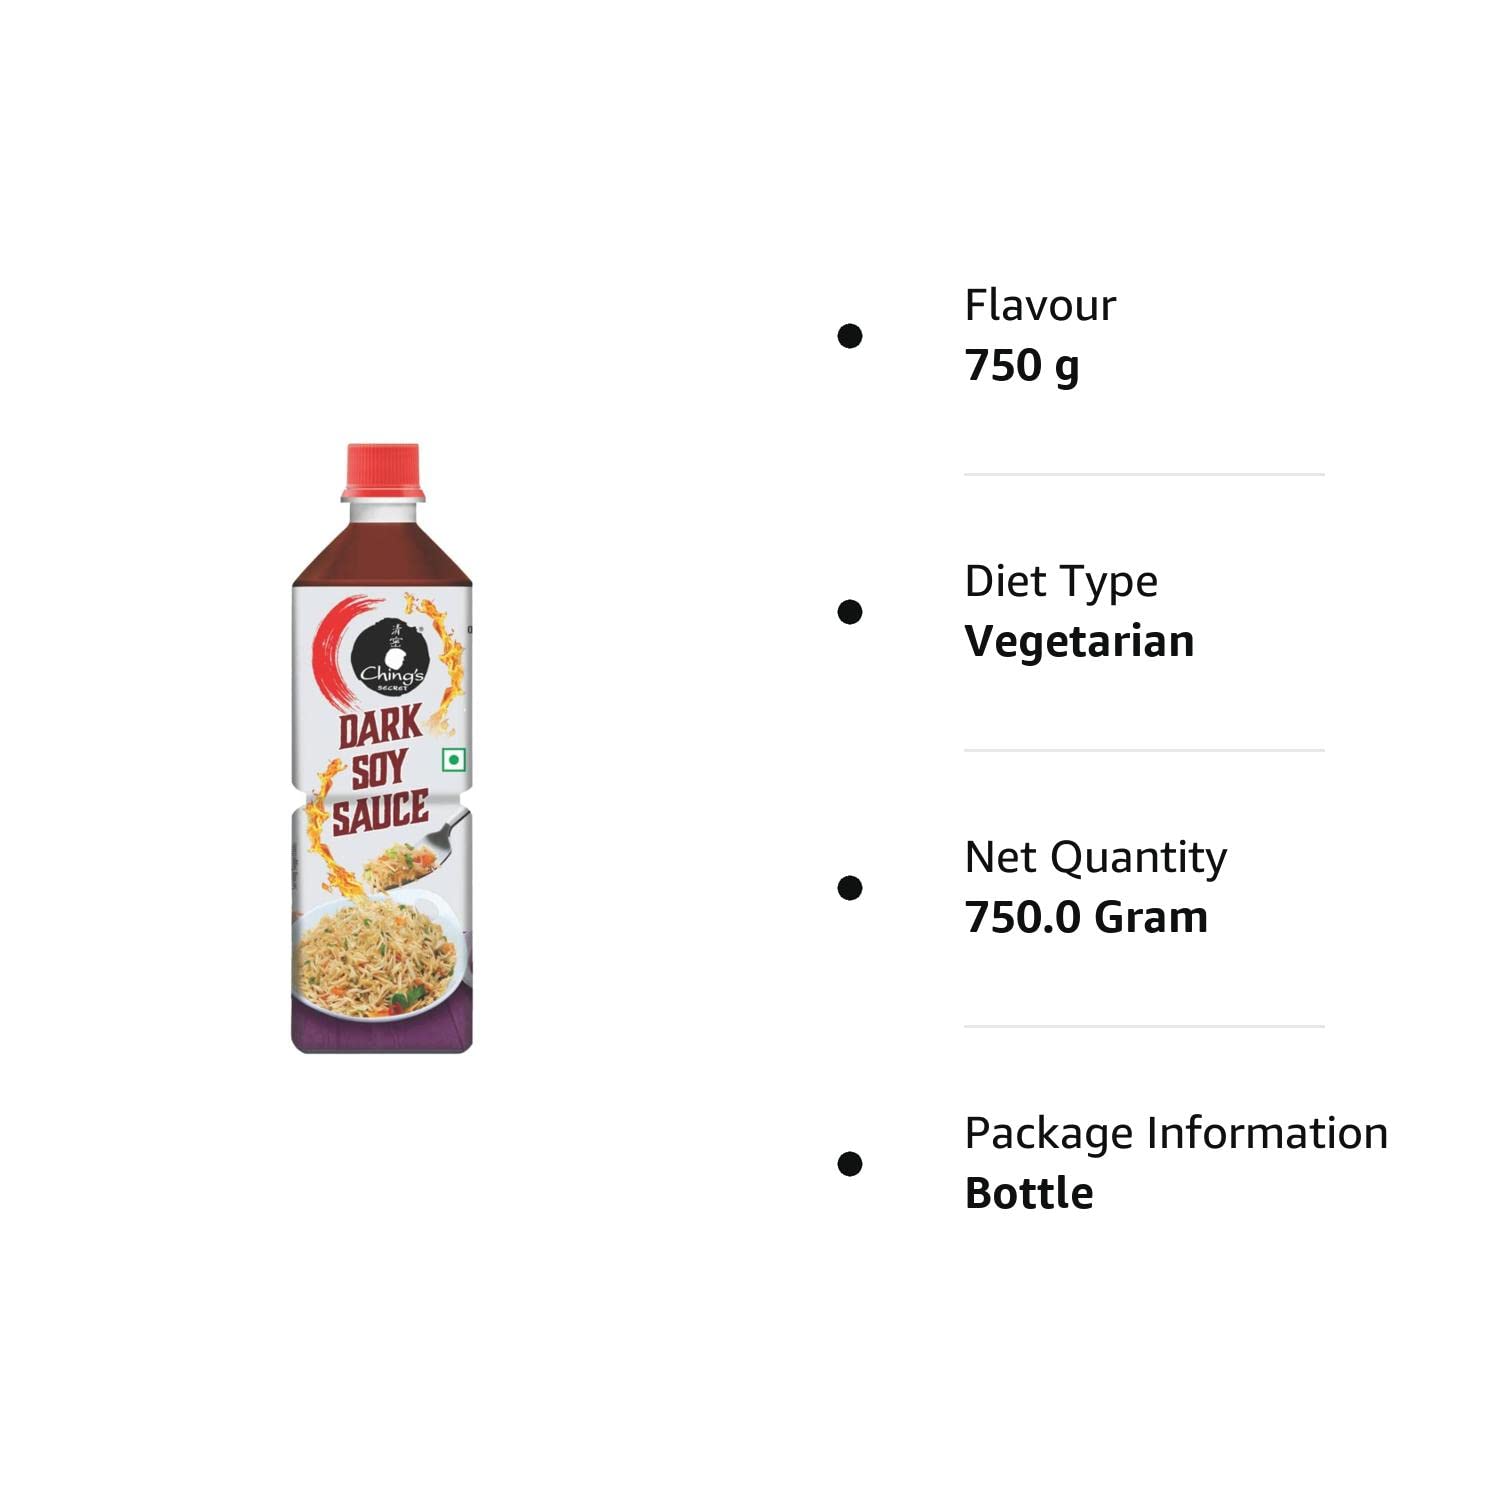 清
密
Ching's
SECRET
DARK
SOY
SAUCE
Flavour
750 g
Diet Type
Vegetarian
Net Quantity
750.0 Gram
Package Information
Bottle